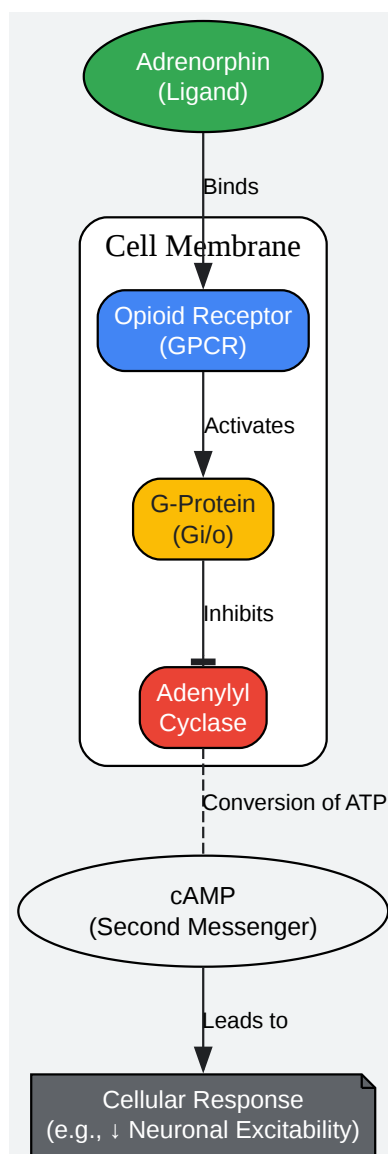 Adrenorphin
(Ligand)
Binds
Cell Membrane
Opioid Receptor
(GPCR)
Activates
G-Protein
(Gi/o)
Inhibits
Adenylyl
Cyclase
Conversion of ATP
cAMP
(Second Messenger)
Leads to
Cellular Response
(e.g., ↓ Neuronal Excitability)